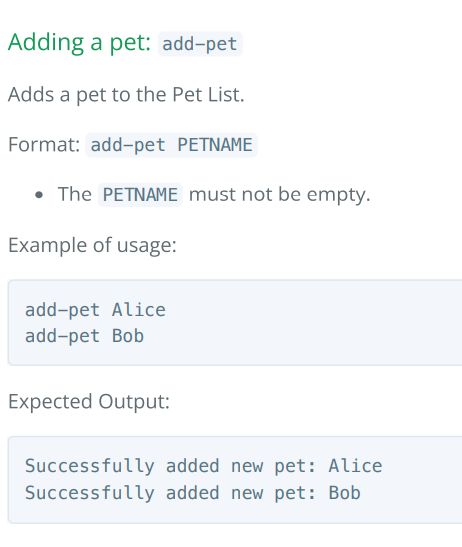 Adding a pet: add-pet
Adds a pet to the Pet List.
Format: add-pet PETNAME
• The PETNAME must not be empty.
Example of usage:
add-pet Alice
add-pet Bob
Expected Output:
Successfully added new pet: Alice
Successfully added new pet: Bob